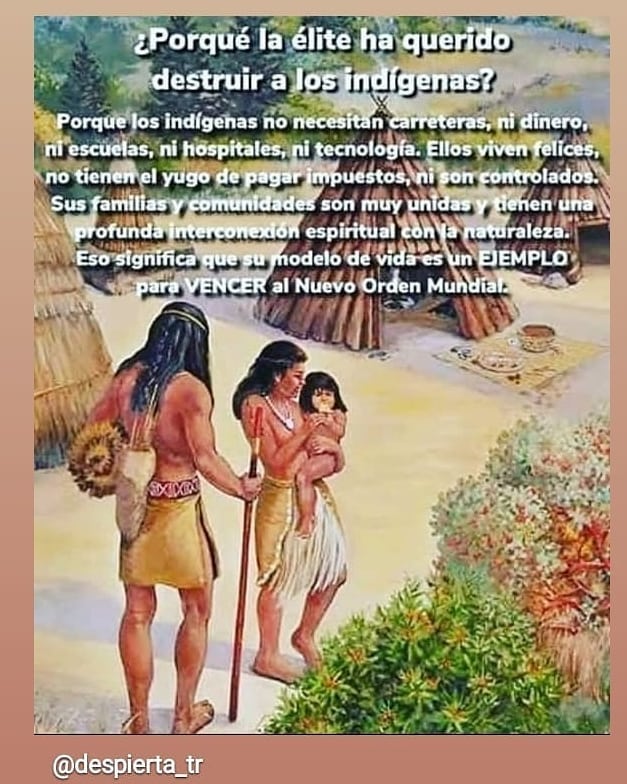 ¿Porqué la élite ha querido
destruir a los indígenas?
Porque los indígenas no necesitan carreteras, ni dinero,
ni escuelas, ni hospitales, ni tecnología. Ellos viven felices,
no tienen el yugo de pagar impuestos, ni son controlados.
Sus familias y comunidades son muy unidas y tienen una
profunda interconexión espiritual con la naturaleza.
Eso significa que su modelo de vida es un EJEMPLO
para VENCER al Nuevo Orden Mundial.
@despierta_tr